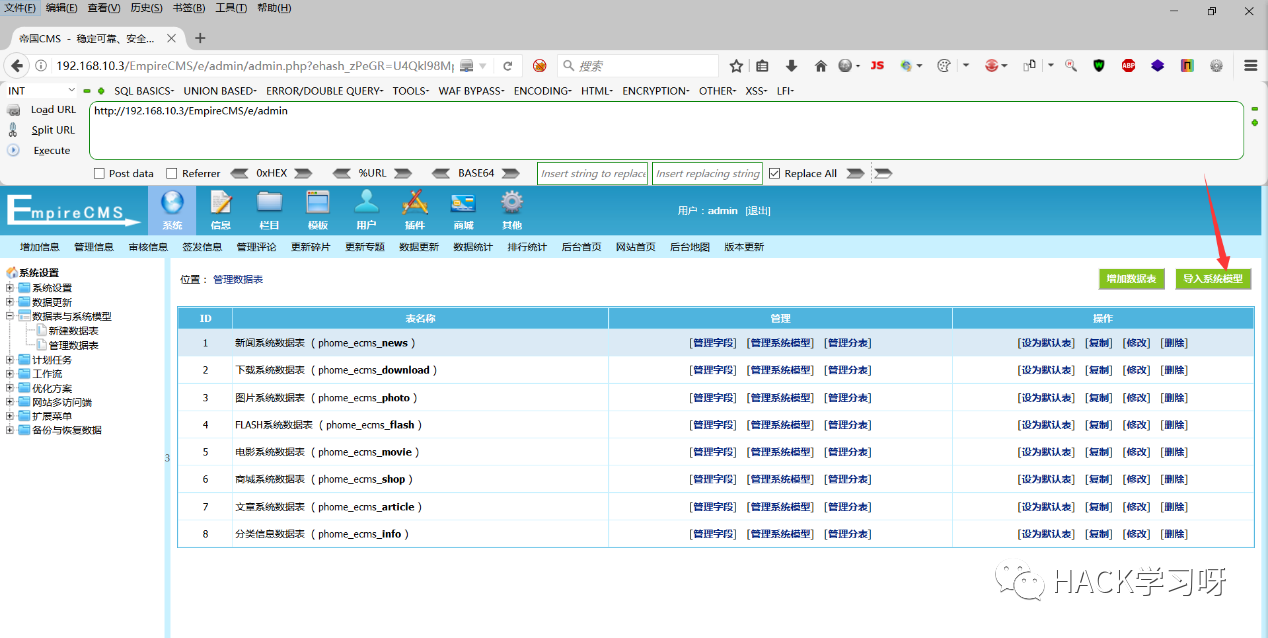 文件(F) 编辑(E) 查看(V) 历史(S) 书签(B) 工具(T) 帮助(H)
帝国CMS - 稳定可靠、安全...
192.168.10.3/EmpireCMS/e/admin/admin.php?ehash_zPeGR=U4Qkl98M
搜索
JS
ABP
INT SQL BASICS- UNION BASED- ERROR/DOUBLE QUERY- TOOLS- WAF BYPASS- ENCODING- HTML- ENCRYPTION- OTHER- XSS- LFI-
Load URL http://192.168.10.3/EmpireCMS/e/admin
Split URL
Execute
Post data Referrer 0xHEX %URL BASE64 Insert string to replace Insert replacing string Replace All
EmpireCMS
系统 信息 栏目 模板 用户 插件 商城 其他
用户：admin [退出]
增加信息 管理信息 审核信息 签发信息 管理评论 更新碎片 更新专题 数据更新 数据统计 排行统计 后台首页 网站首页 后台地图 版本更新
系统设置
系统设置
数据更新
数据表与系统模型
新建数据表
管理数据表
计划任务
工作流
优化方案
网站多访问端
扩展菜单
备份与恢复数据
3
位置： 管理数据表
增加数据表 导入系统模型
ID 表名称 管理 操作
1 新闻系统数据表 ( phome_ecms_news ) [管理字段] [管理系统模型] [管理分表] [设为默认表] [复制] [修改] [删除]
2 下载系统数据表 ( phome_ecms_download ) [管理字段] [管理系统模型] [管理分表] [设为默认表] [复制] [修改] [删除]
3 图片系统数据表 ( phome_ecms_photo ) [管理字段] [管理系统模型] [管理分表] [设为默认表] [复制] [修改] [删除]
4 FLASH系统数据表 ( phome_ecms_flash ) [管理字段] [管理系统模型] [管理分表] [设为默认表] [复制] [修改] [删除]
5 电影系统数据表 ( phome_ecms_movie ) [管理字段] [管理系统模型] [管理分表] [设为默认表] [复制] [修改] [删除]
6 商城系统数据表 ( phome_ecms_shop ) [管理字段] [管理系统模型] [管理分表] [设为默认表] [复制] [修改] [删除]
7 文章系统数据表 ( phome_ecms_article ) [管理字段] [管理系统模型] [管理分表] [设为默认表] [复制] [修改] [删除]
8 分类信息数据表 ( phome_ecms_info ) [管理字段] [管理系统模型] [管理分表] [设为默认表] [复制] [修改] [删除]
HACK学习呀